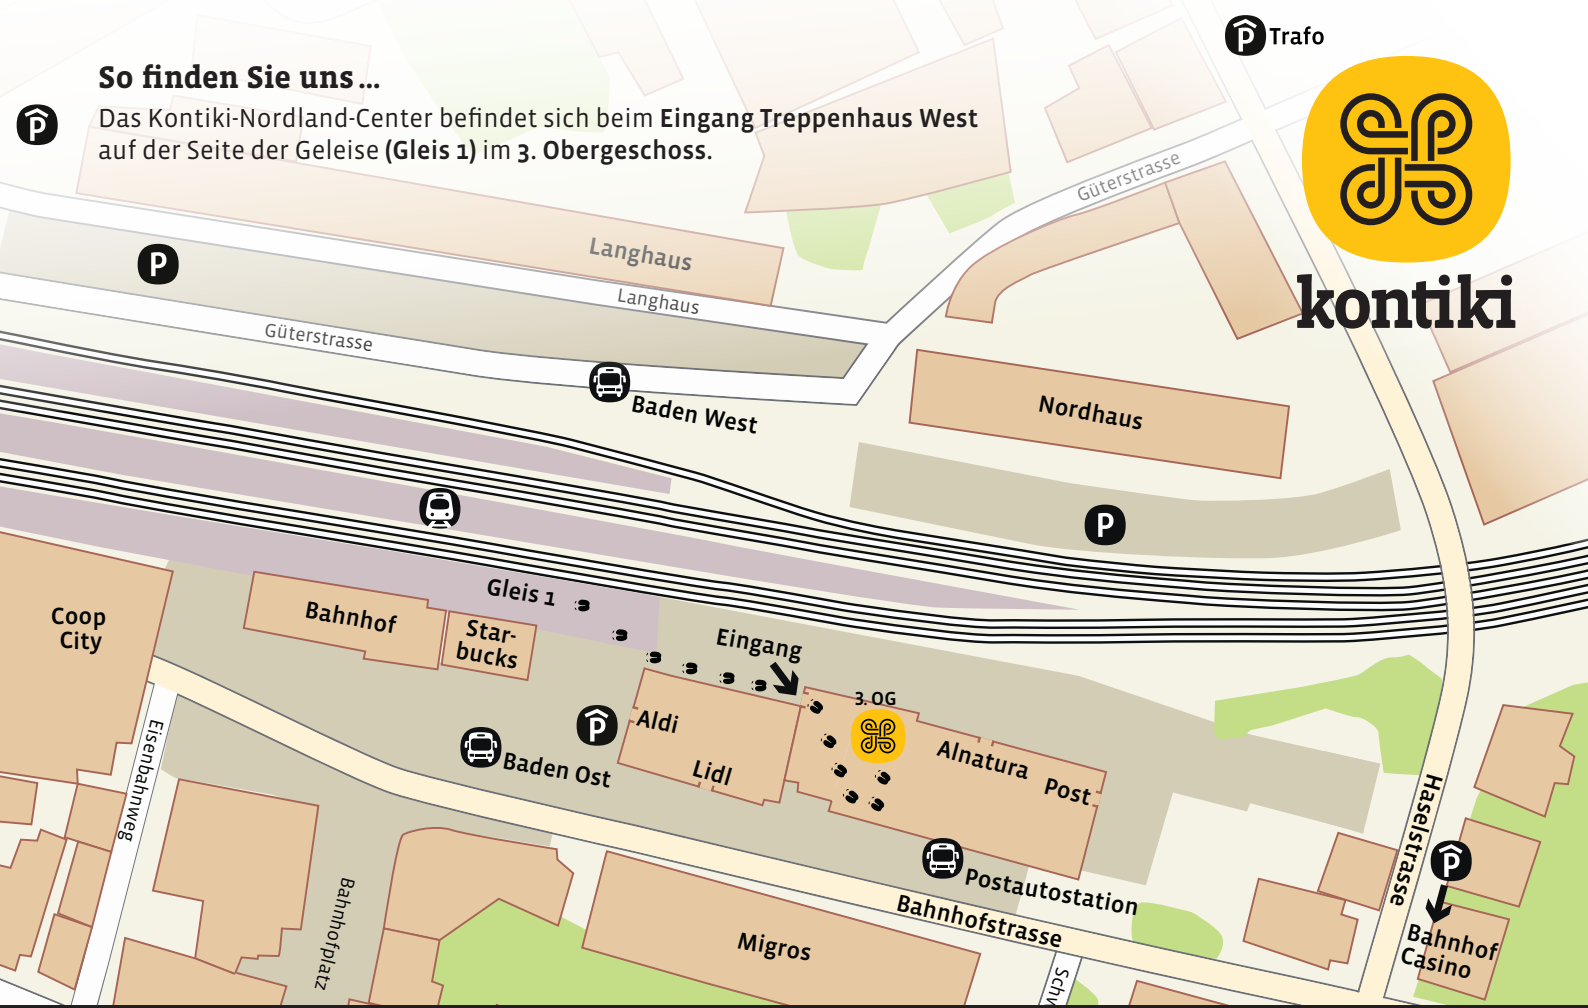 P Trafo
So finden Sie uns...
P
Das Kontiki-Nordland-Center befindet sich beim Eingang Treppenhaus West
auf der Seite der Geleise (Gleis 1) im 3. Obergeschoss.
Güterstrasse
kontiki
Langhaus
Langhaus
P
Güterstrasse
Baden West
Nordhaus
P
Gleis 1
Bahnhof
Star-
bucks
Coop
City
Eingang
3. OG
Aldi
Lidl
P
Alnatura
Post
Baden Ost
Eisenbahnweg
Haselstrasse
P
Postautostation
Bahnhofstrasse
Bahnhofplatz
Migros
Bahnhof
Casino
Schw